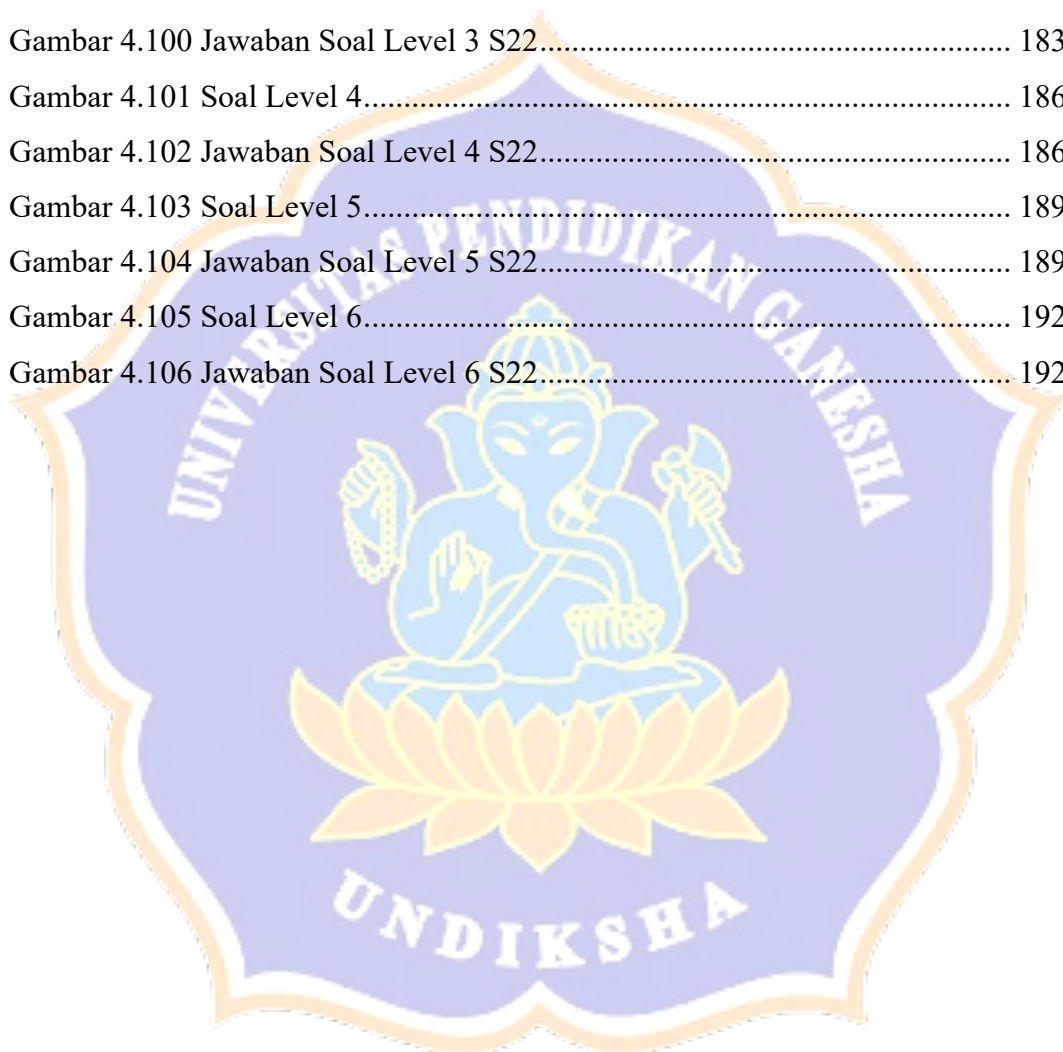 Gambar 4.100 Jawaban Soal Level 3 S22.......................................................... 183
Gambar 4.101 Soal Level 4................................................................................ 186
Gambar 4.102 Jawaban Soal Level 4 S22.......................................................... 186
Gambar 4.103 Soal Level 5................................................................................ 189
Gambar 4.104 Jawaban Soal Level 5 S22.......................................................... 189
Gambar 4.105 Soal Level 6................................................................................ 192
Gambar 4.106 Jawaban Soal Level 6 S22.......................................................... 192
UNIVERSITAS PENDIDIKAN GANESHA
UNDIKSHA